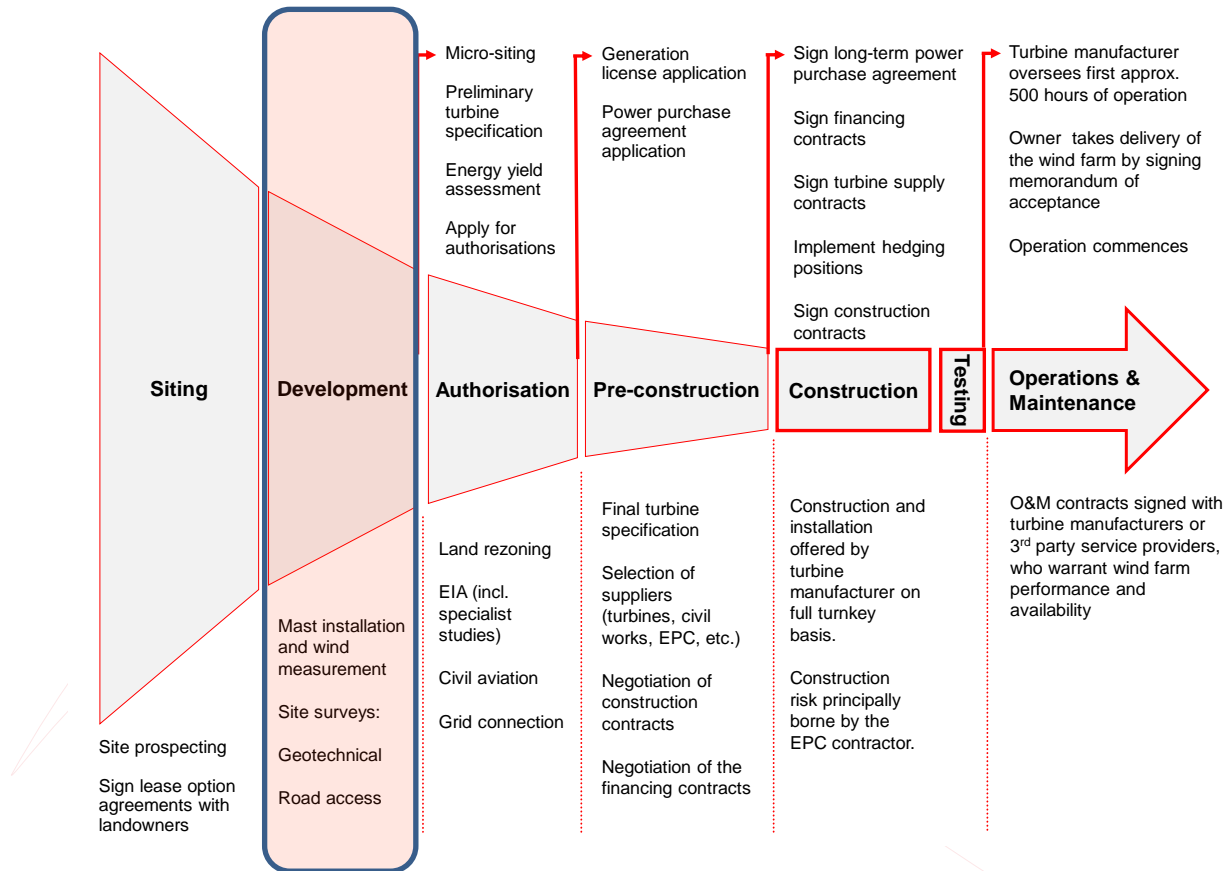 Micro-siting
Preliminary
turbine
specification
Energy yield
assessment
Apply for
authorisations
Generation
license application
Power purchase
agreement
application
Sign long-term power
purchase agreement
Sign financing
contracts
Sign turbine supply
contracts
Implement hedging
positions
Sign construction
contracts
Turbine manufacturer
oversees first approx.
500 hours of operation
Owner takes delivery of
the wind farm by signing
memorandum of
acceptance
Operation commences
Siting
Development
Authorisation
Pre-construction
Construction
Testing
Operations &
Maintenance
Site prospecting
Sign lease option
agreements with
landowners
Mast installation
and wind
measurement
Site surveys:
Geotechnical
Road access
Land rezoning
EIA (incl.
specialist
studies)
Civil aviation
Grid connection
Final turbine
specification
Selection of
suppliers
(turbines, civil
works, EPC, etc.)
Negotiation of
construction
contracts
Negotiation of the
financing contracts
Construction and
installation
offered by
turbine
manufacturer on
full turnkey
basis.
Construction
risk principally
borne by the
EPC contractor.
O&M contracts signed with
turbine manufacturers or
3rd party service providers,
who warrant wind farm
performance and
availability